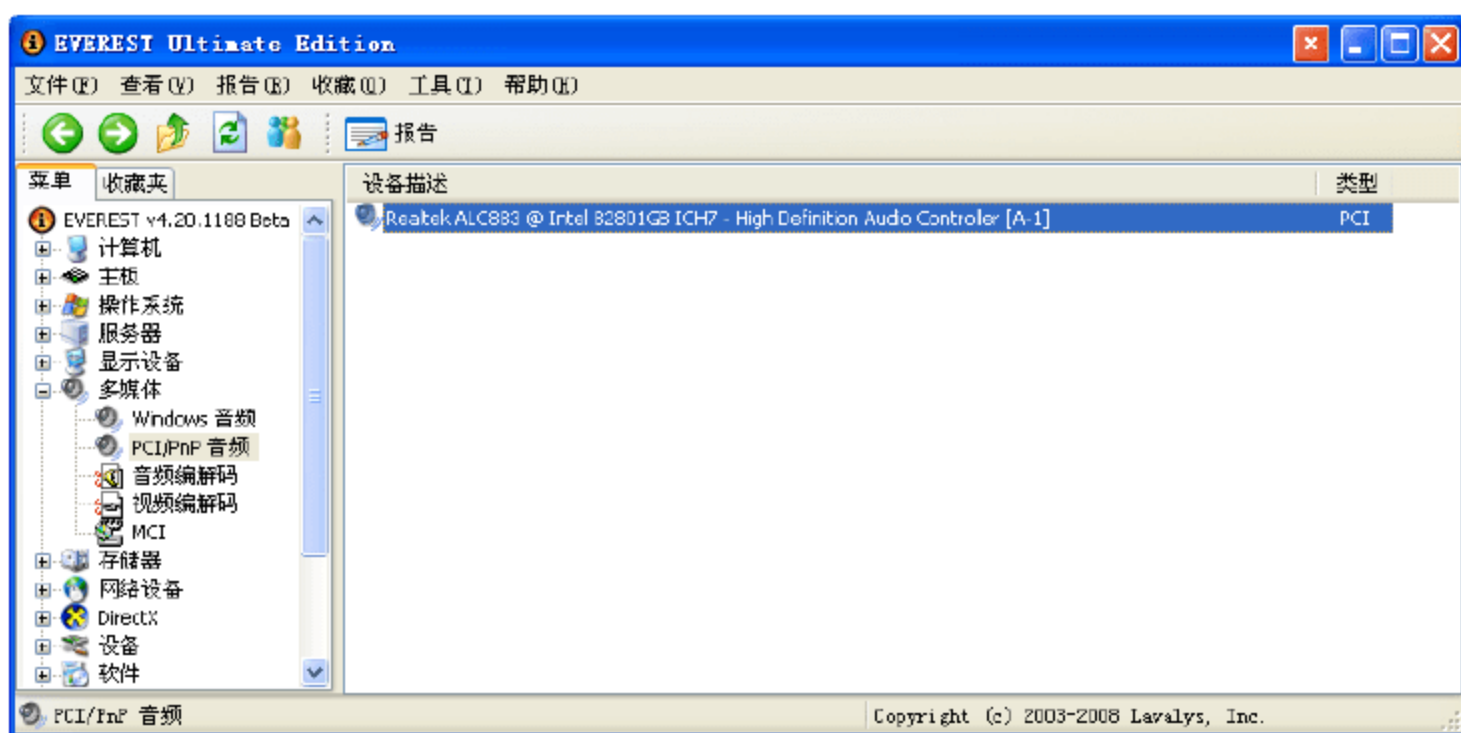 EVEREST Ultimate Edition
文件(F) 查看(V) 报告(R) 收藏(O) 工具(T) 帮助(H)
报告
菜单 收藏夹
设备描述 类型
EVEREST v4.20.1188 Beta
Realtek ALC883 @ Intel 82801GB ICH7 - High Definition Audio Controller [A-1] PCI
计算机
主板
操作系统
服务器
显示设备
多媒体
Windows 音频
PCI/PnP 音频
音频编解码
视频编解码
MCI
存储器
网络设备
DirectX
设备
软件
PCI/PnP 音频 Copyright (c) 2003-2008 Lavalys, Inc.